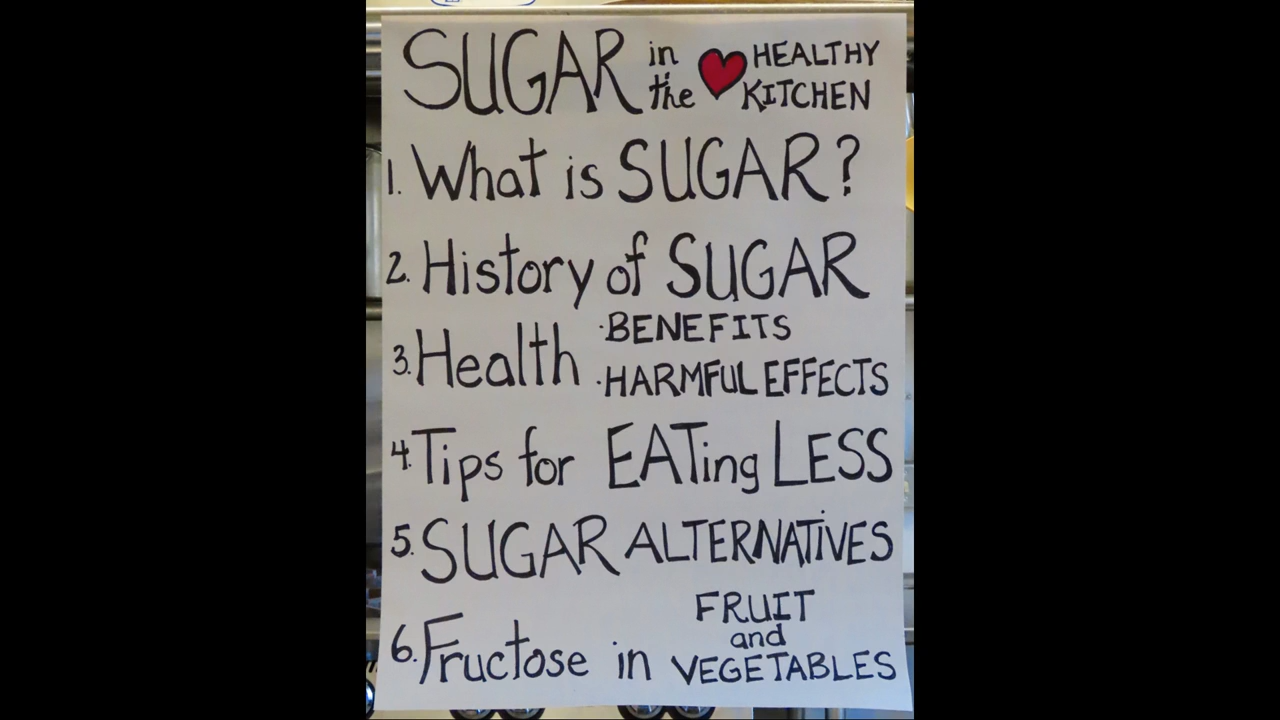 SUGAR in the HEALTHY KITCHEN
1. What is SUGAR?
2. History of SUGAR
3. Health
· BENEFITS
· HARMFUL EFFECTS
4. Tips for EATing LESS
5. SUGAR ALTERNATiVES
6. Fructose in FRUIT and VEGETABLES